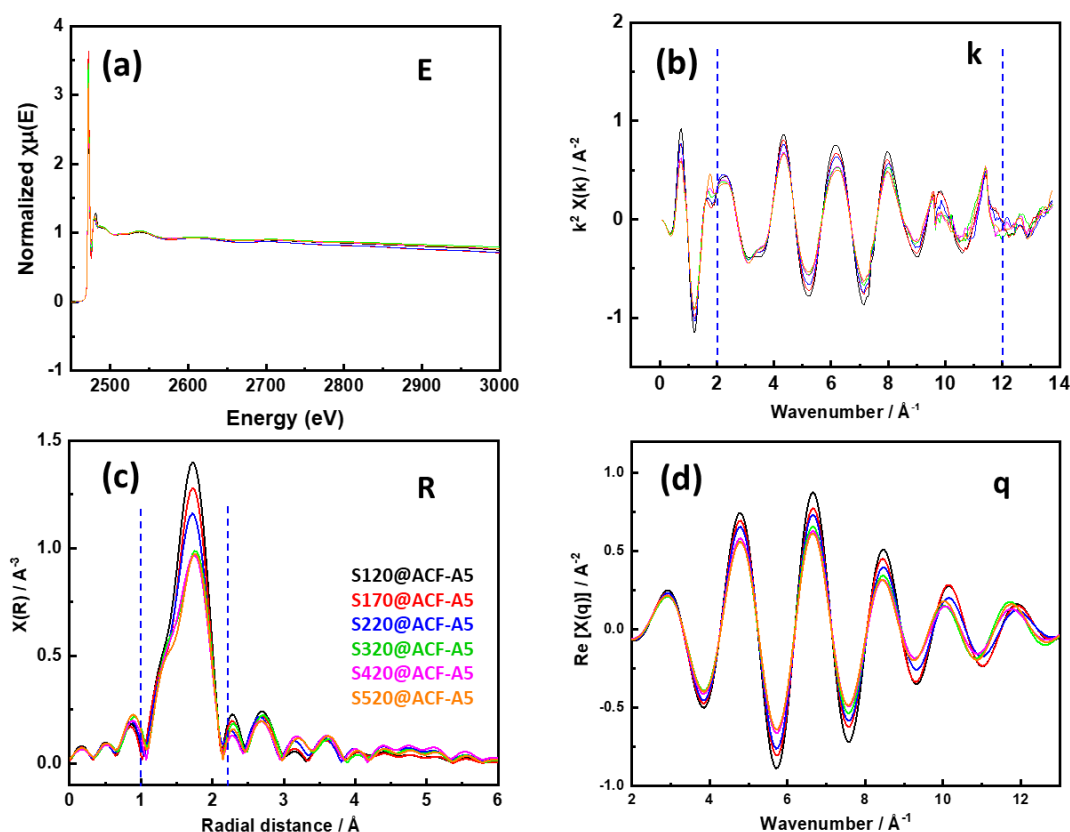 (a)
E
Normalized χμ(E)
4
3
2
1
0
-1
2500
2600
2700
2800
2900
3000
Energy (eV)
(b)
k
k² X(k) / A⁻²
2
1
0
-1
0
2
4
6
8
10
12
14
Wavenumber / Å⁻¹
(c)
R
X(R) / A⁻³
1.5
1.0
0.5
0.0
S120@ACF-A5
S170@ACF-A5
S220@ACF-A5
S320@ACF-A5
S420@ACF-A5
S520@ACF-A5
0
1
2
3
4
5
6
Radial distance / Å
(d)
q
Re [X(q)] / A⁻²
1.0
0.5
0.0
-0.5
-1.0
2
4
6
8
10
12
Wavenumber / Å⁻¹